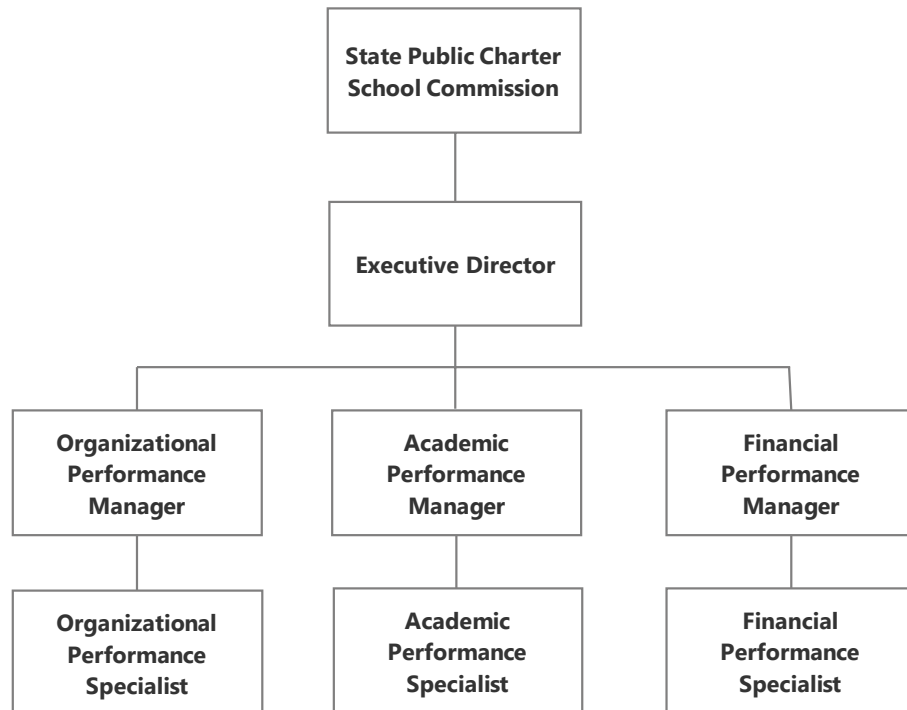 State Public Charter
School Commission
Executive Director
Organizational
Performance
Manager
Academic
Performance
Manager
Financial
Performance
Manager
Organizational
Performance
Specialist
Academic
Performance
Specialist
Financial
Performance
Specialist